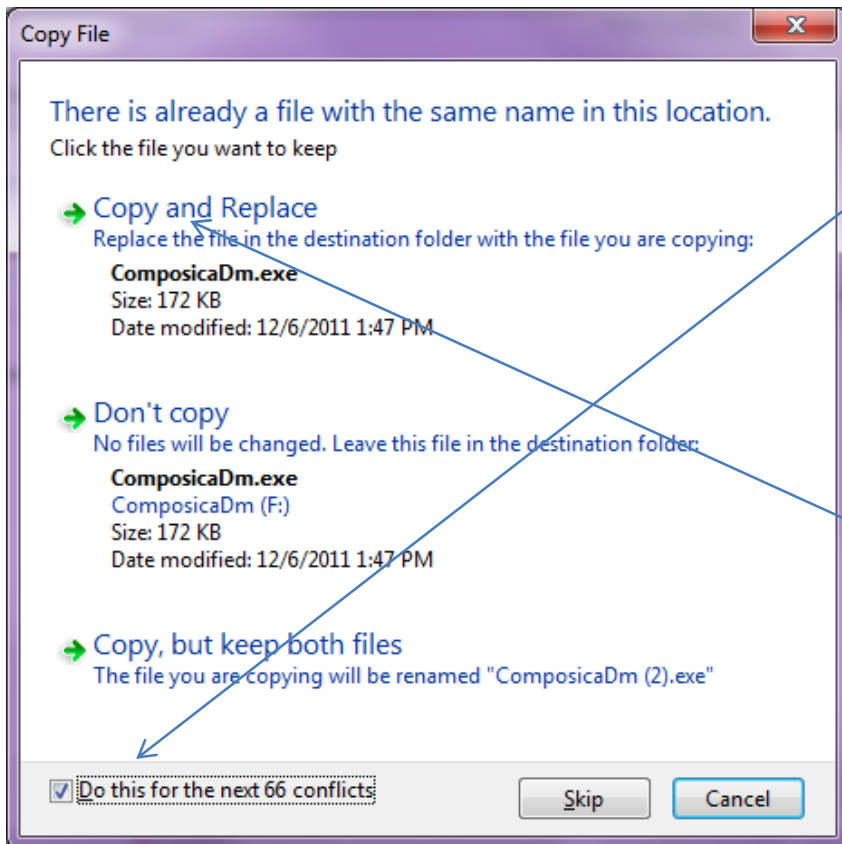 Copy File
There is already a file with the same name in this location.
Click the file you want to keep
Copy and Replace
Replace the file in the destination folder with the file you are copying:
ComposicaDm.exe
Size: 172 KB
Date modified: 12/6/2011 1:47 PM
Don't copy
No files will be changed. Leave this file in the destination folder:
ComposicaDm.exe
ComposicaDm (F:)
Size: 172 KB
Date modified: 12/6/2011 1:47 PM
Copy, but keep both files
The file you are copying will be renamed "ComposicaDm (2).exe"
Do this for the next 66 conflicts
Skip
Cancel